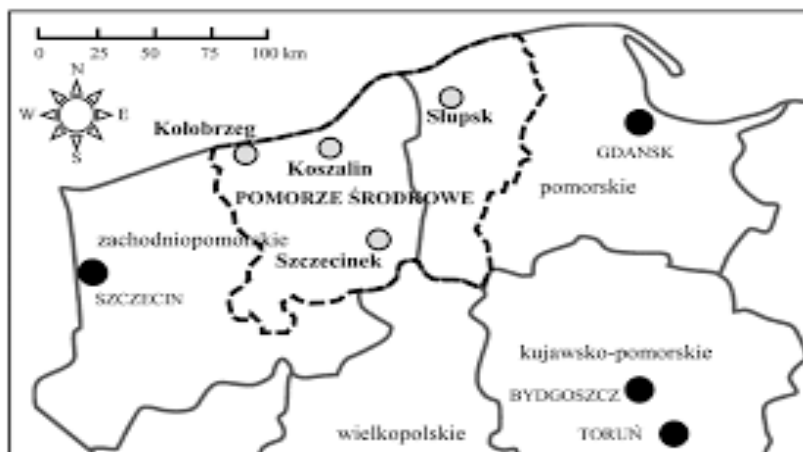 0 25 50 75 100 km
N
W E
S
Kołobrzeg
Koszalin
Słupsk
GDANSK
POMORZE ŚRODKOWE
pomorskie
zachodniopomorskie
Szczecinek
SZCZECIN
kujawsko-pomorskie
BYDGOSZCZ
wielkopolskie
TORUŃ